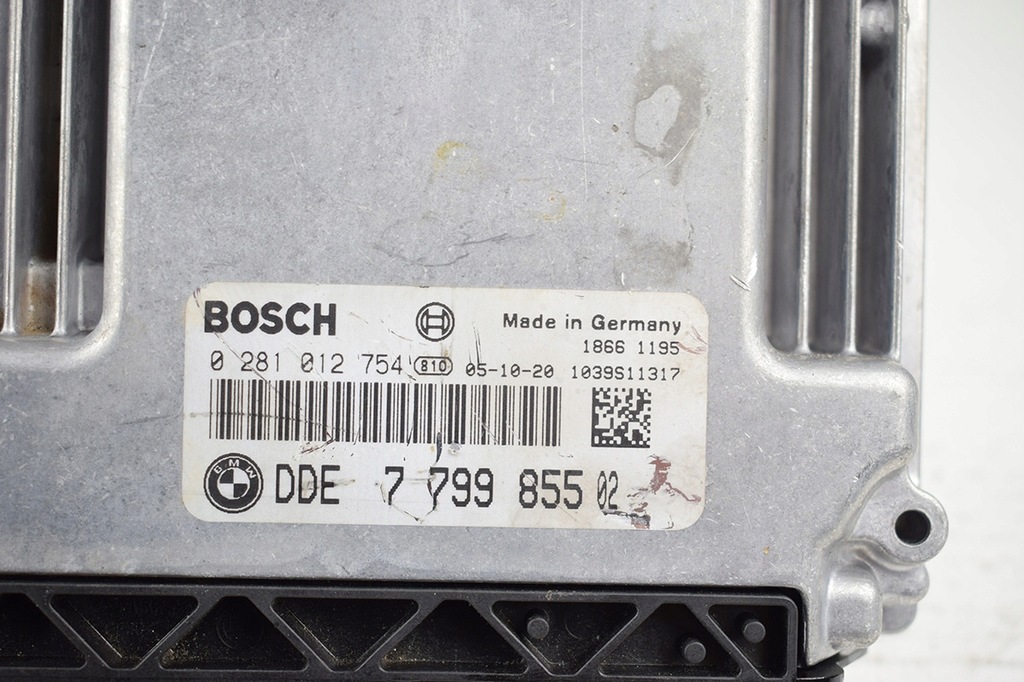 BOSCH Made in Germany
1866 1195
0 281 012 754 810 05-10-20 1039S11317
BMW DDE 7 799 855 02